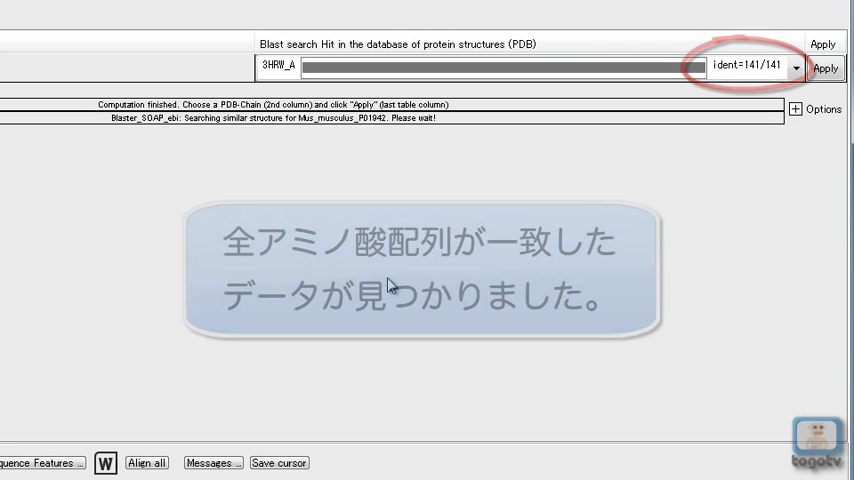 Blast search Hit in the database of protein structures (PDB)
Apply
3HRW_A
ident=141/141
Apply
Computation finished. Choose a PDB-Chain (2nd column) and click "Apply" (last table column)
Options
Blaster_SOAP_ebi: Searching similar structure for Mus_musculus_P01942. Please wait!
全アミノ酸配列が一致した
データが見つかりました。
quence Features ...
W
Align all
Messages ...
Save cursor
togotv